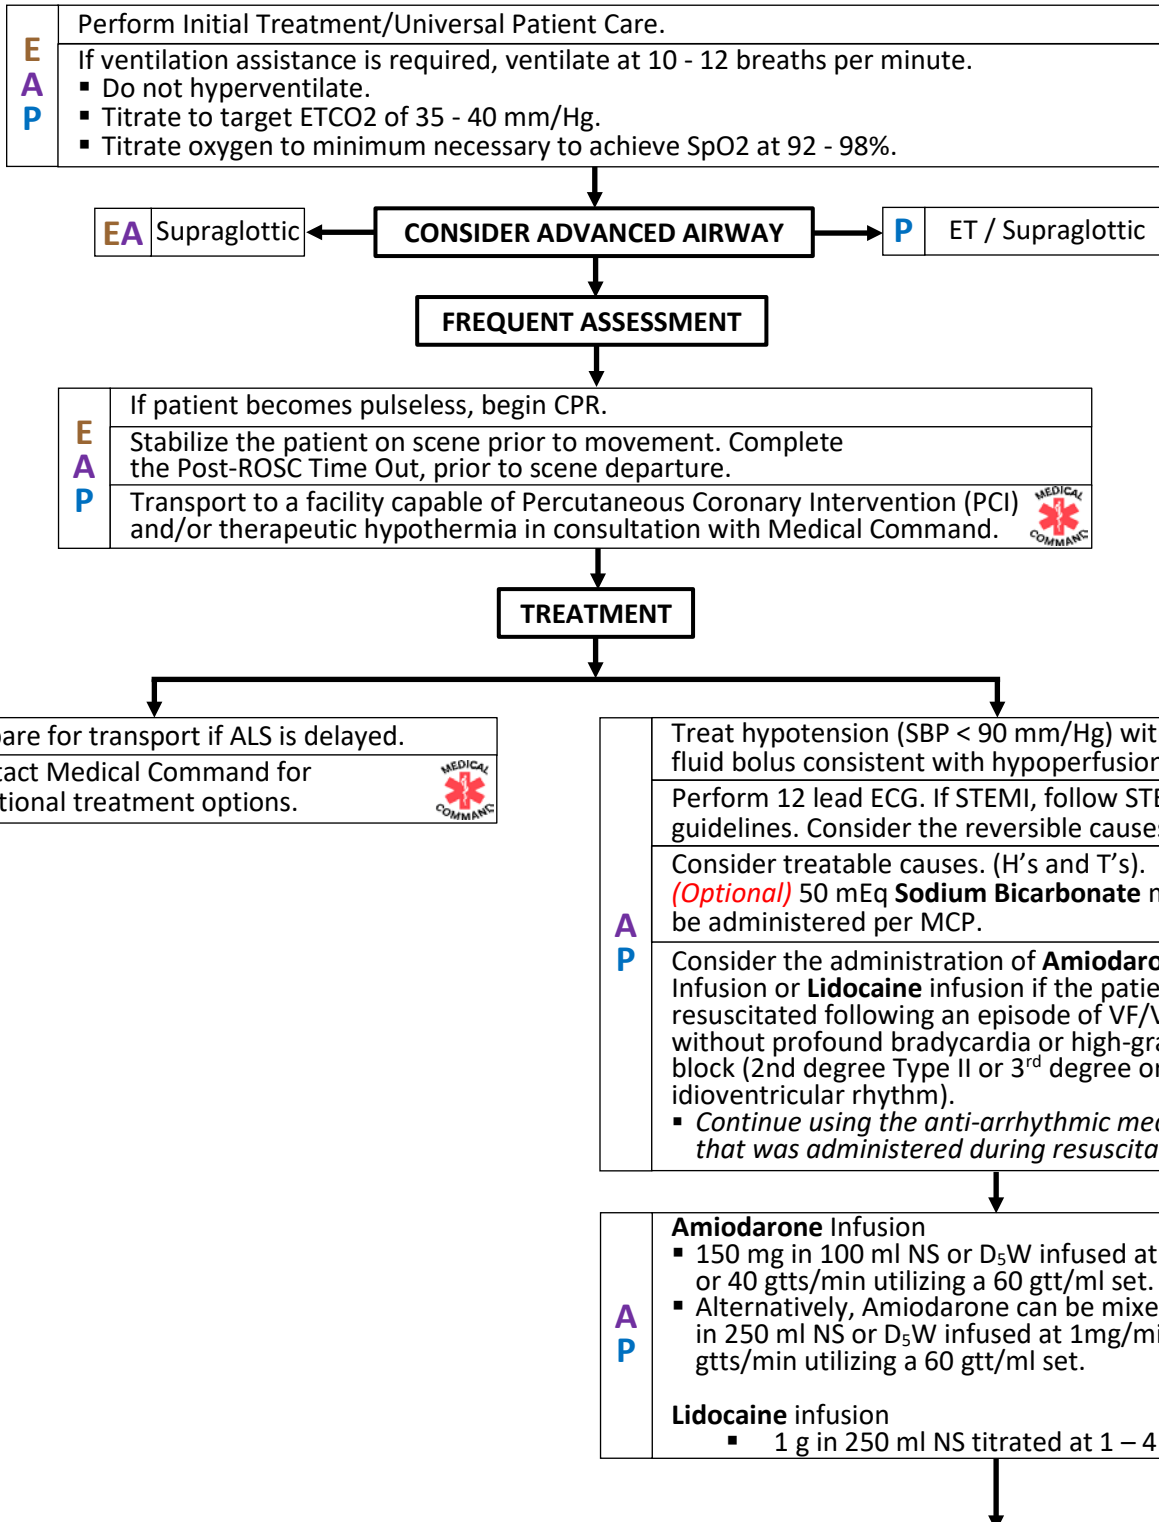 Perform Initial Treatment/Universal Patient Care.
E
A
P
If ventilation assistance is required, ventilate at 10 - 12 breaths per minute.
▪ Do not hyperventilate.
▪ Titrate to target ETCO2 of 35 - 40 mm/Hg.
▪ Titrate oxygen to minimum necessary to achieve SpO2 at 92 - 98%.
EA Supraglottic
CONSIDER ADVANCED AIRWAY
P ET / Supraglottic
FREQUENT ASSESSMENT
E
A
P
If patient becomes pulseless, begin CPR.
Stabilize the patient on scene prior to movement. Complete
the Post-ROSC Time Out, prior to scene departure.
Transport to a facility capable of Percutaneous Coronary Intervention (PCI)
and/or therapeutic hypothermia in consultation with Medical Command.
MEDICAL
COMMAND
TREATMENT
are for transport if ALS is delayed.
tact Medical Command for
tional treatment options.
MEDICAL
COMMAND
A
P
Treat hypotension (SBP < 90 mm/Hg) wit
fluid bolus consistent with hypoperfusion
Perform 12 lead ECG. If STEMI, follow STE
guidelines. Consider the reversible causes
Consider treatable causes. (H's and T's).
(Optional) 50 mEq Sodium Bicarbonate m
be administered per MCP.
Consider the administration of Amiodaro
Infusion or Lidocaine infusion if the patie
resuscitated following an episode of VF/V
without profound bradycardia or high-gra
block (2nd degree Type II or 3rd degree or
idioventricular rhythm).
▪ Continue using the anti-arrhythmic med
that was administered during resuscita
A
P
Amiodarone Infusion
▪ 150 mg in 100 ml NS or D5W infused at
or 40 gtts/min utilizing a 60 gtt/ml set.
▪ Alternatively, Amiodarone can be mixe
in 250 ml NS or D5W infused at 1mg/mi
gtts/min utilizing a 60 gtt/ml set.
Lidocaine infusion
▪ 1 g in 250 ml NS titrated at 1 – 4